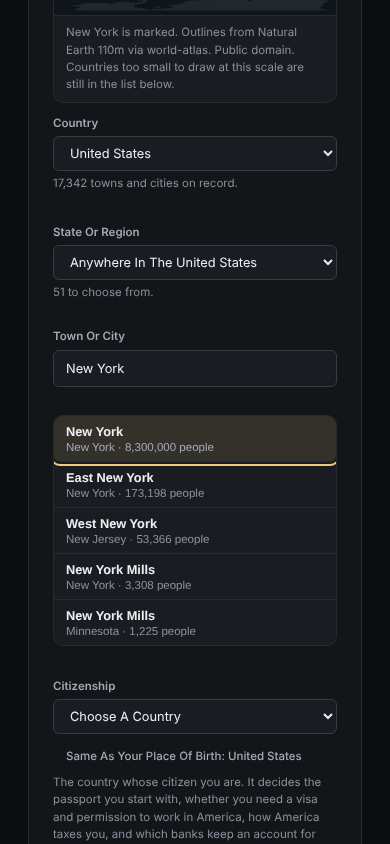 New York is marked. Outlines from Natural
Earth 110m via world-atlas. Public domain.
Countries too small to draw at this scale are
still in the list below.
Country
United States
17,342 towns and cities on record.
State Or Region
Anywhere In The United States
51 to choose from.
Town Or City
New York
New York
New York · 8,300,000 people
East New York
New York · 173,198 people
West New York
New Jersey · 53,366 people
New York Mills
New York · 3,308 people
New York Mills
Minnesota · 1,225 people
Citizenship
Choose A Country
Same As Your Place Of Birth: United States
The country whose citizen you are. It decides the
passport you start with, whether you need a visa
and permission to work in America, how America
taxes you, and which banks keep an account for